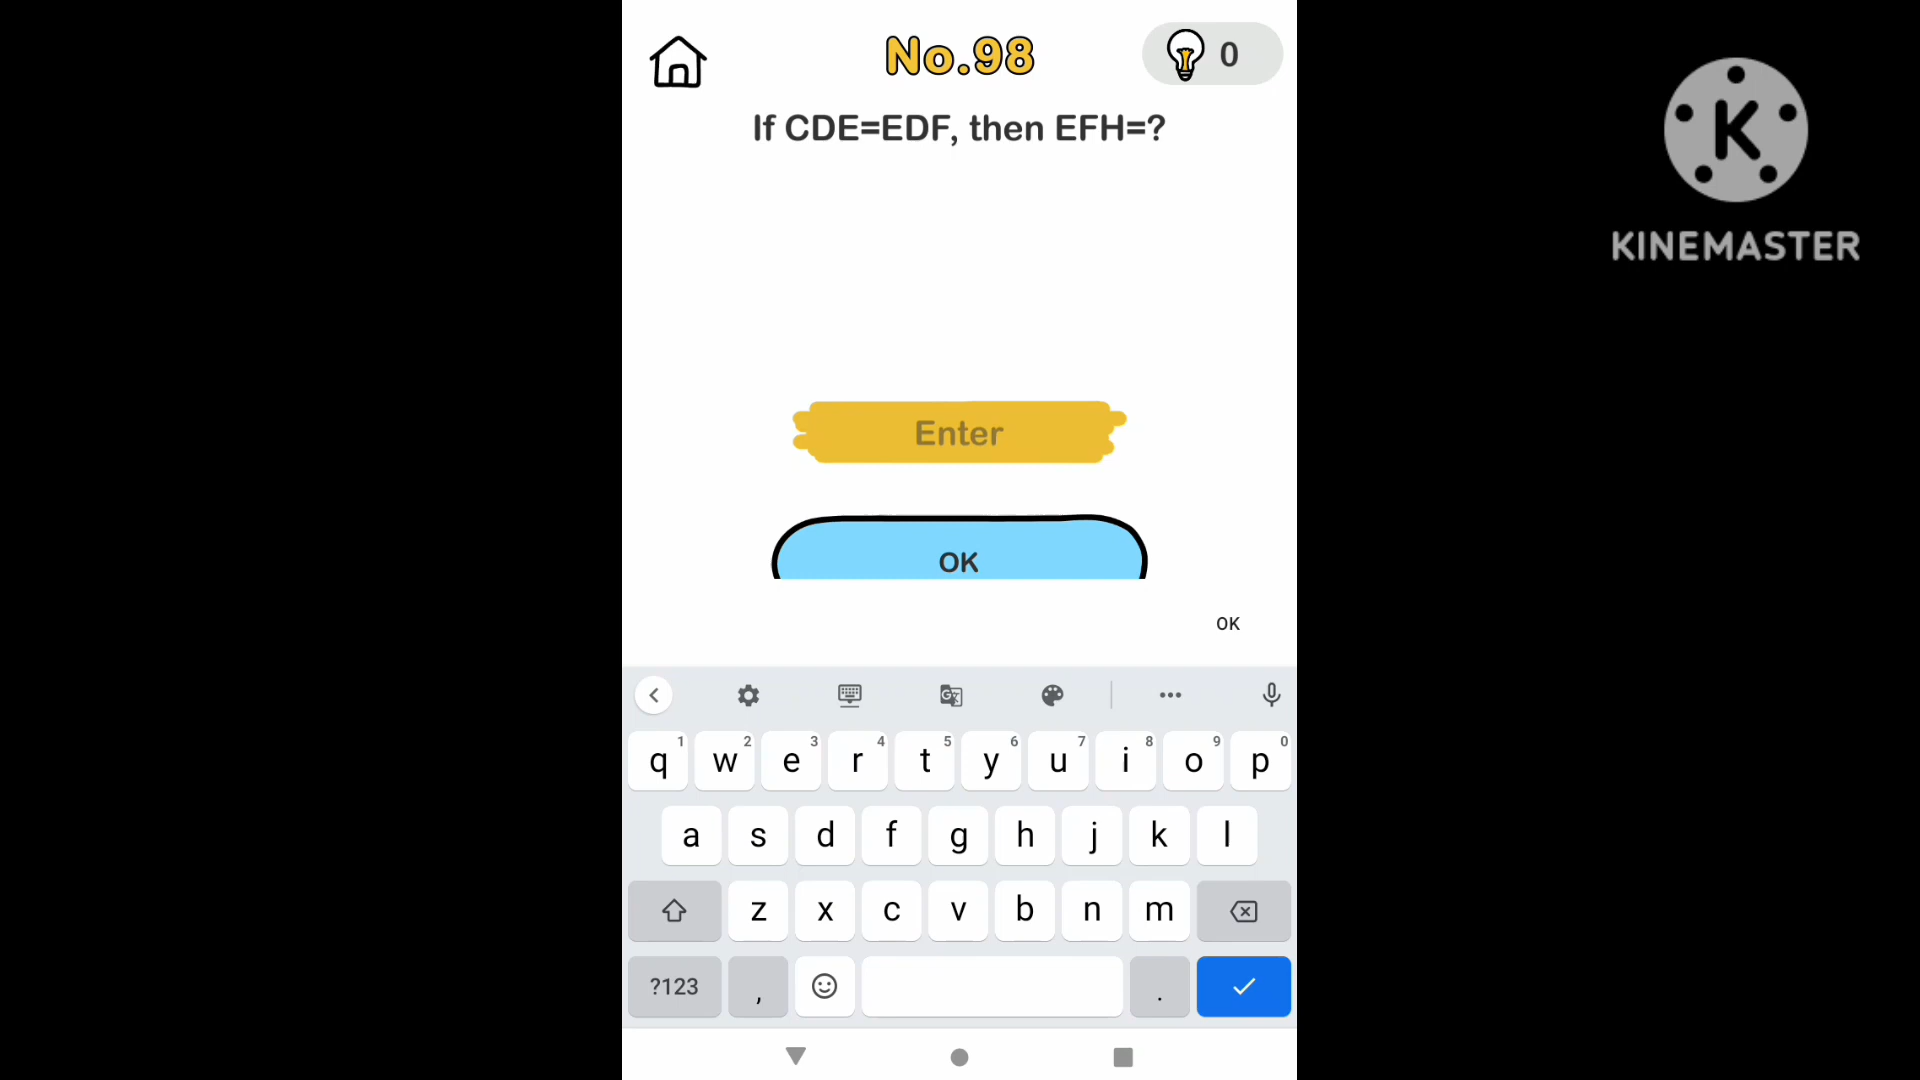 No.98
0
If CDE=EDF, then EFH=?
K
KINEMASTER
Enter
OK
OK
1 2 3 4 5 6 7 8 9 0
q w e r t y u i o p
a s d f g h j k l
z x c v b n m
?123 , .